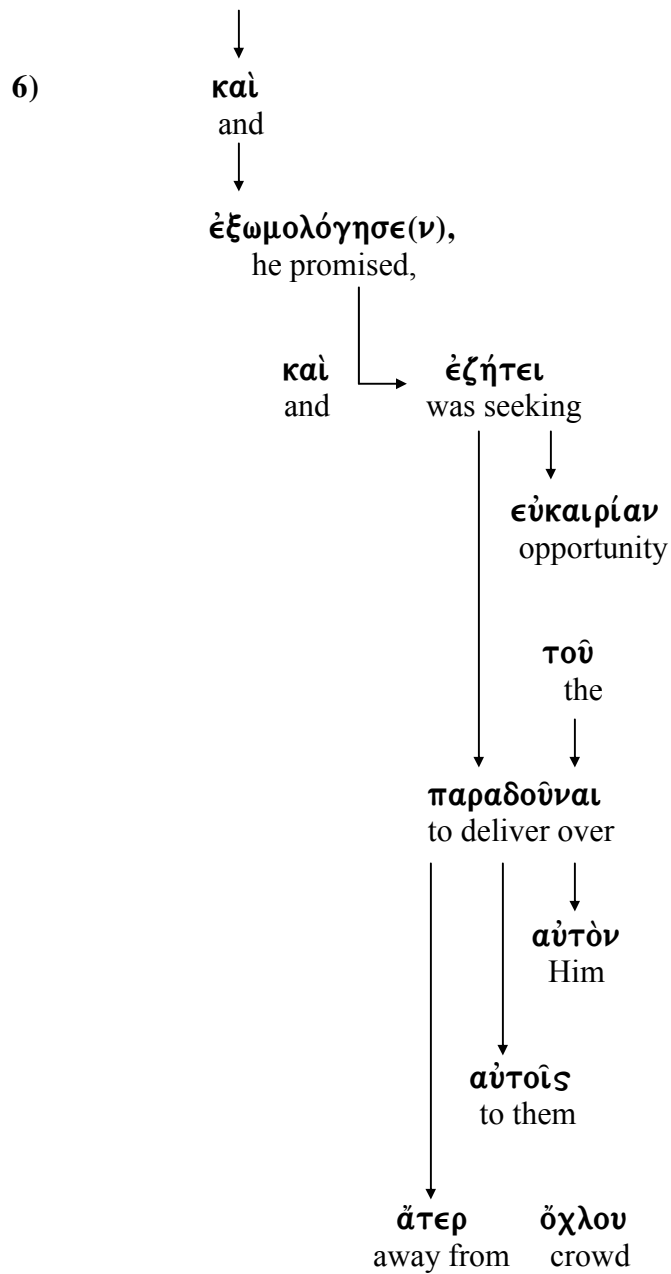 6) καὶ
and
ἐξωμολόγησε(ν),
he promised,
καὶ ἐζήτει
and was seeking
εὐκαιρίαν
opportunity
τοῦ
the
παραδοῦναι
to deliver over
αὐτὸν
Him
αὐτοῖς
to them
ἄτερ ὄχλου
away from crowd